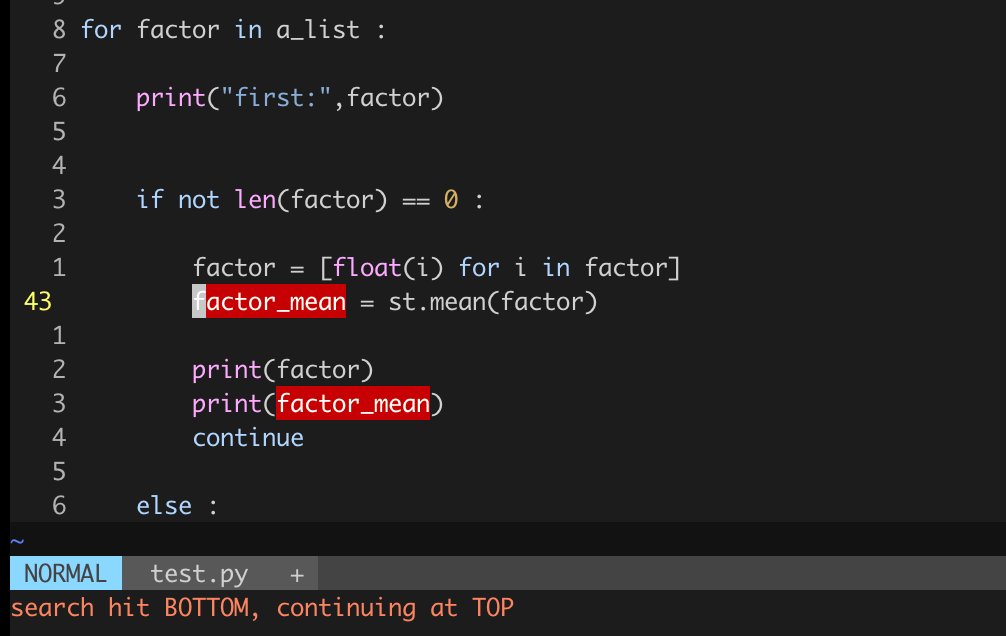 8 for factor in a_list :
7
6 print("first:",factor)
5
4
3 if not len(factor) == 0 :
2
1 factor = [float(i) for i in factor]
43 factor_mean = st.mean(factor)
1
2 print(factor)
3 print(factor_mean)
4 continue
5
6 else :
~
NORMAL test.py +
search hit BOTTOM, continuing at TOP